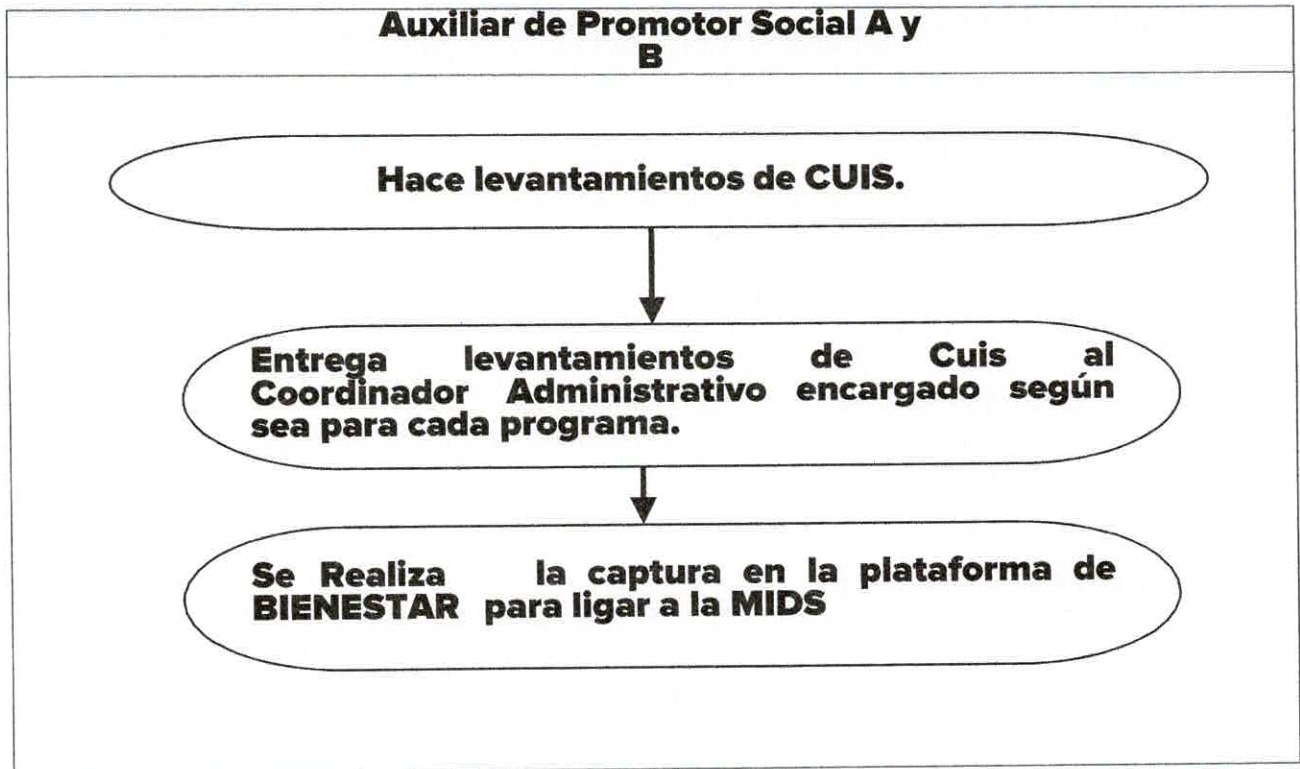 Auxiliar de Promotor Social A y
B
Hace levantamientos de CUIS.
Entrega levantamientos de Cuis al
Coordinador Administrativo encargado según
sea para cada programa.
Se Realiza la captura en la plataforma de
BIENESTAR para ligar a la MIDS